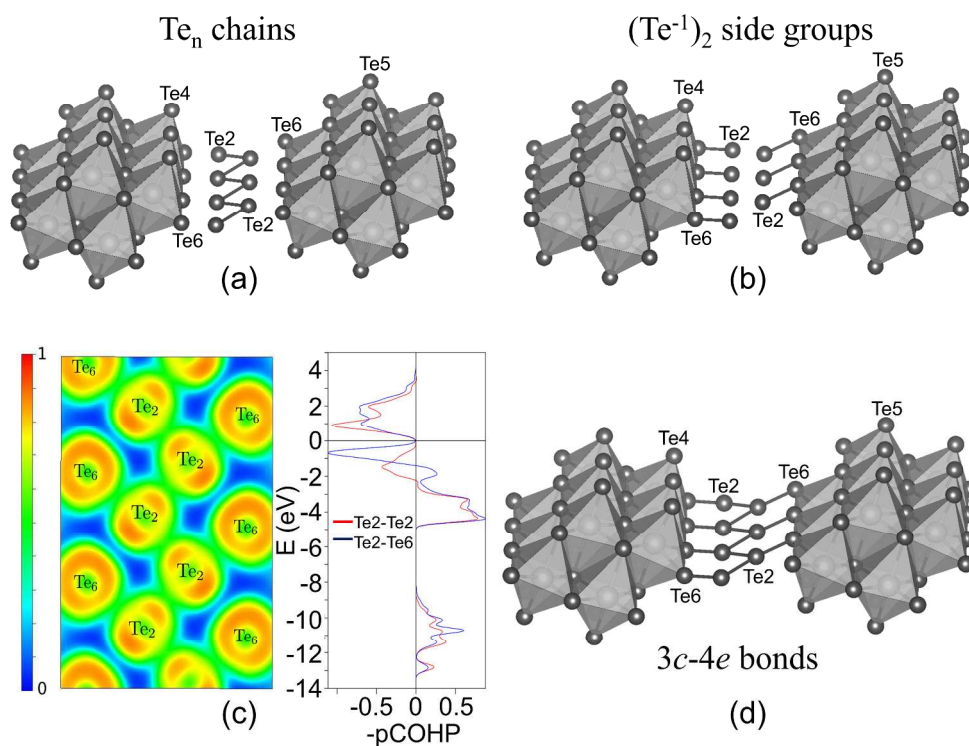 Teₙ chains
(Te⁻¹)₂ side groups
Te5
Te4
Te2
Te6
Te6
Te2
(a)
Te5
Te4
Te2
Te6
Te6
Te2
(b)
1
0
Te₆
Te₂
Te₆
Te₂
Te₆
Te₂
Te₆
Te₂
Te₆
Te₂
Te₆
(c)
4
2
0
-2
-4
-6
-8
-10
-12
-14
E (eV)
Te2-Te2
Te2-Te6
-0.5
0
0.5
-pCOHP
Te5
Te4
Te2
Te6
Te6
Te2
3c-4e bonds
(d)